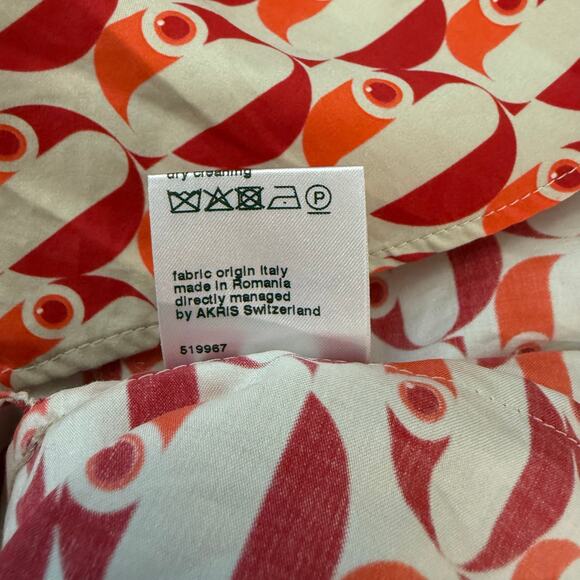 dry cleaning
P
fabric origin Italy
made in Romania
directly managed
by AKRIS Switzerland
519967